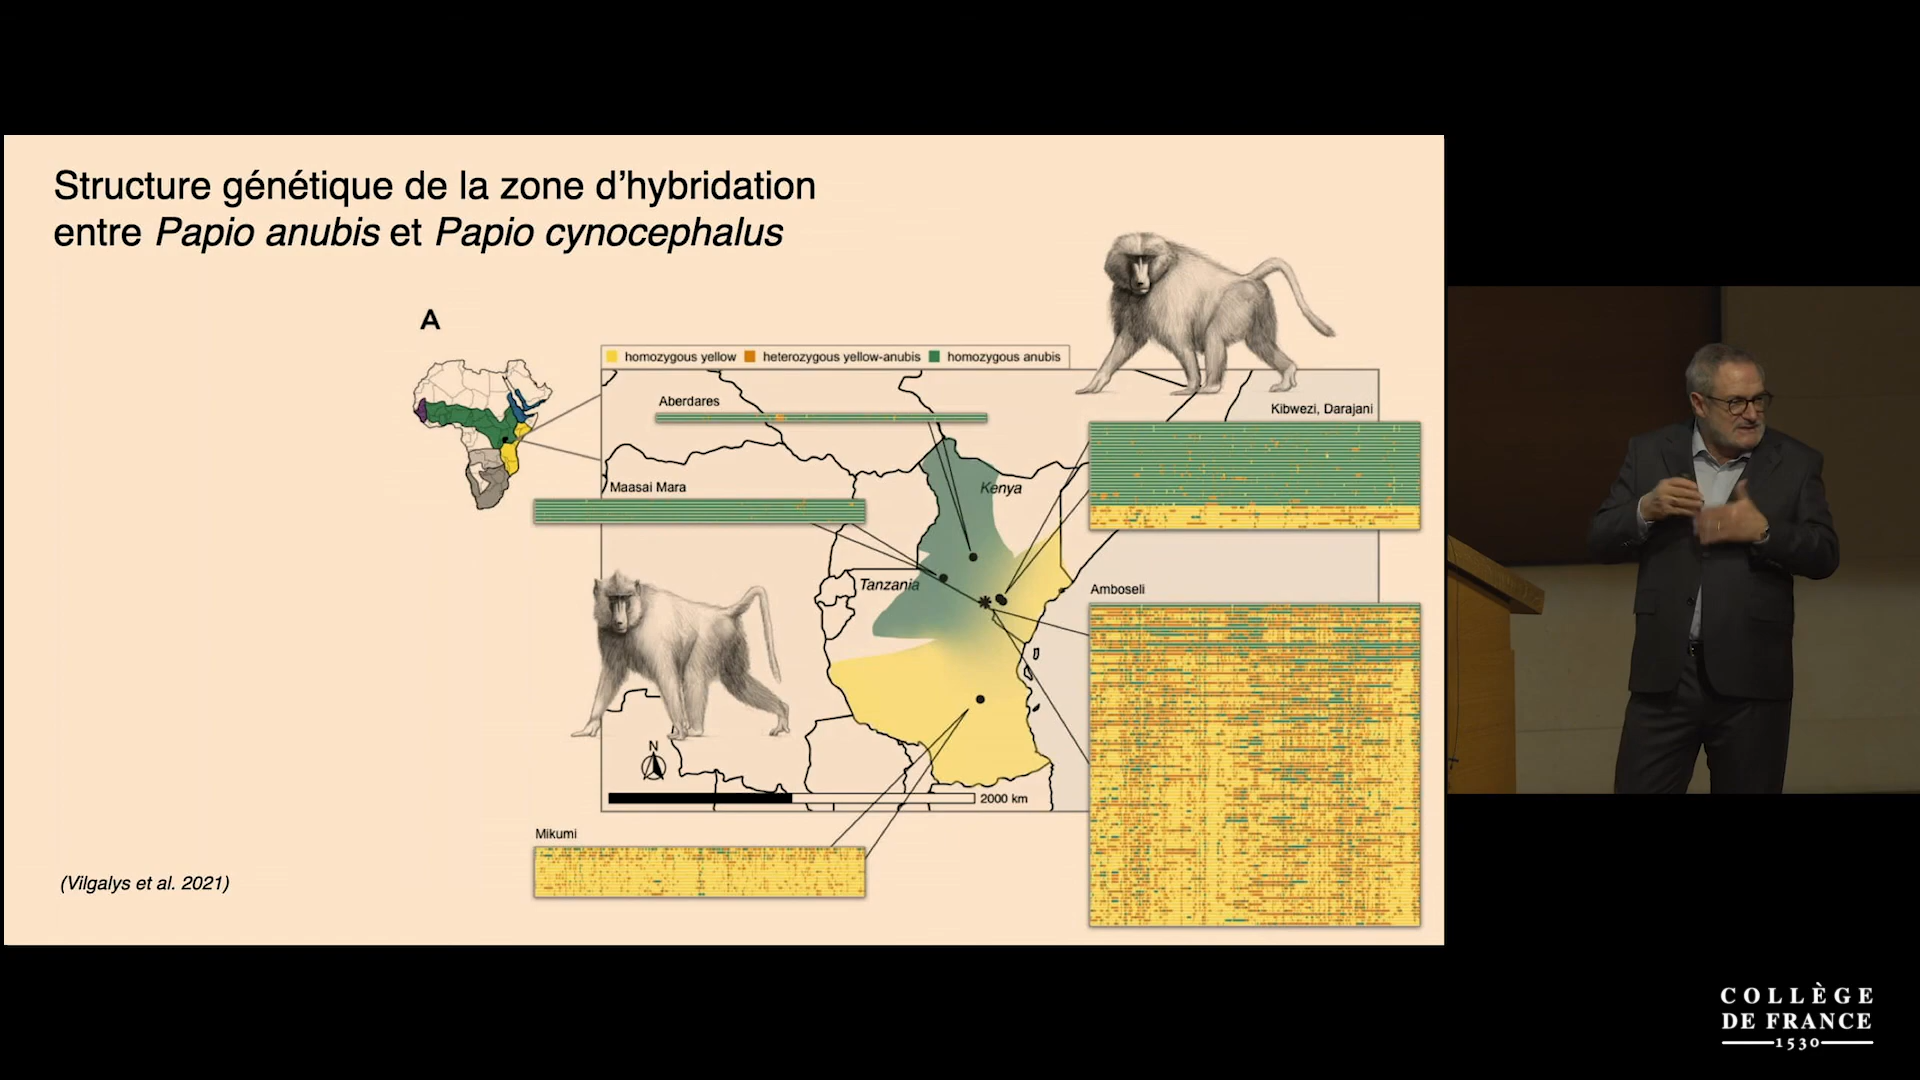 Structure génétique de la zone d’hybridation
entre Papio anubis et Papio cynocephalus
A
homozygous yellow heterozygous yellow-anubis homozygous anubis
Aberdares
Kibwezi, Darajani
Maasai Mara
Kenya
Tanzania
Amboseli
N
2000 km
Mikumi
(Vilgalys et al. 2021)
COLLÈGE
DE FRANCE
1530